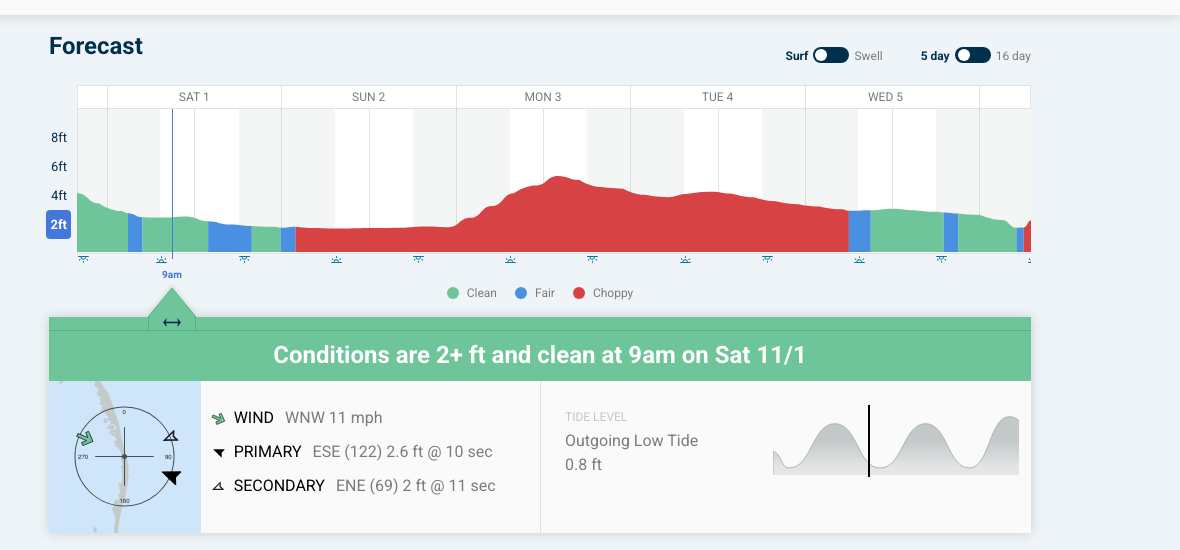 Forecast
Surf Swell 5 day 16 day
SAT 1 SUN 2 MON 3 TUE 4 WED 5
8ft
6ft
4ft
2ft
9am
Clean Fair Choppy
Conditions are 2+ ft and clean at 9am on Sat 11/1
0
270 90
180
WIND WNW 11 mph
PRIMARY ESE (122) 2.6 ft @ 10 sec
SECONDARY ENE (69) 2 ft @ 11 sec
TIDE LEVEL
Outgoing Low Tide
0.8 ft